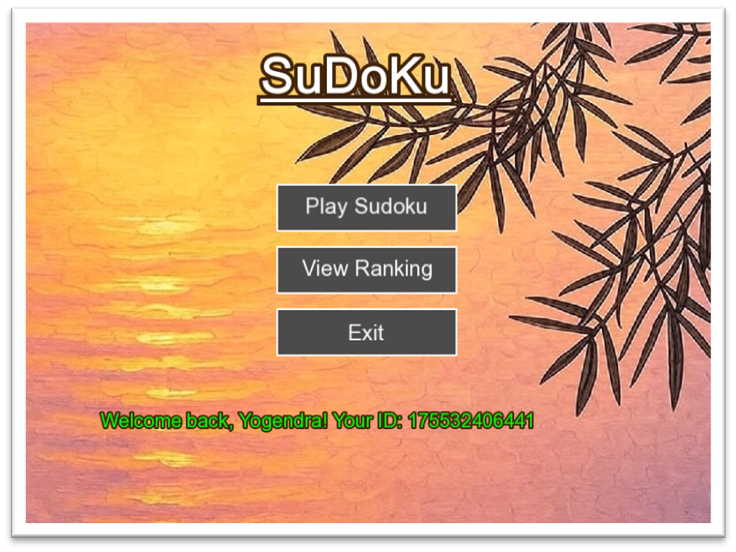 SuDoKu
Play Sudoku
View Ranking
Exit
Welcome back, Yogendra! Your ID: 175532406441